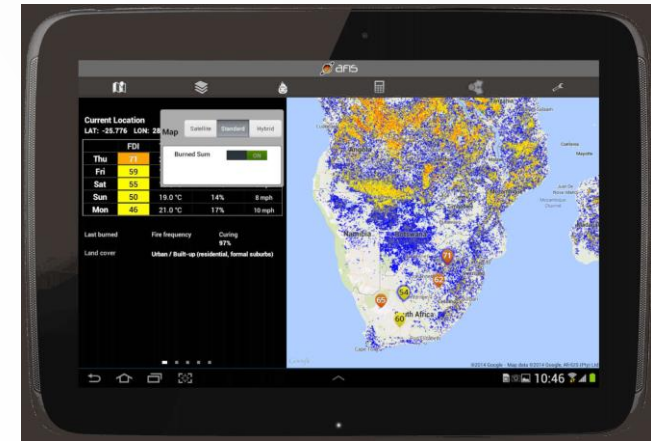 afis
Current Location
LAT: -25.776 LON: 28
Map
Satellite
Standard
Hybrid
Burned Sum
ON
FDI
Thu 71
Fri 59
Sat 55
Sun 50 19.0 °C 14% 8 mph
Mon 46 21.0 °C 17% 10 mph
Last burned Fire frequency Curing
97%
Land cover Urban / Built-up (residential, formal suburbs)
Angola
Namibia
Botswana
71
62
54
65
60
South Africa
Cape Town
Mayotte
10:46